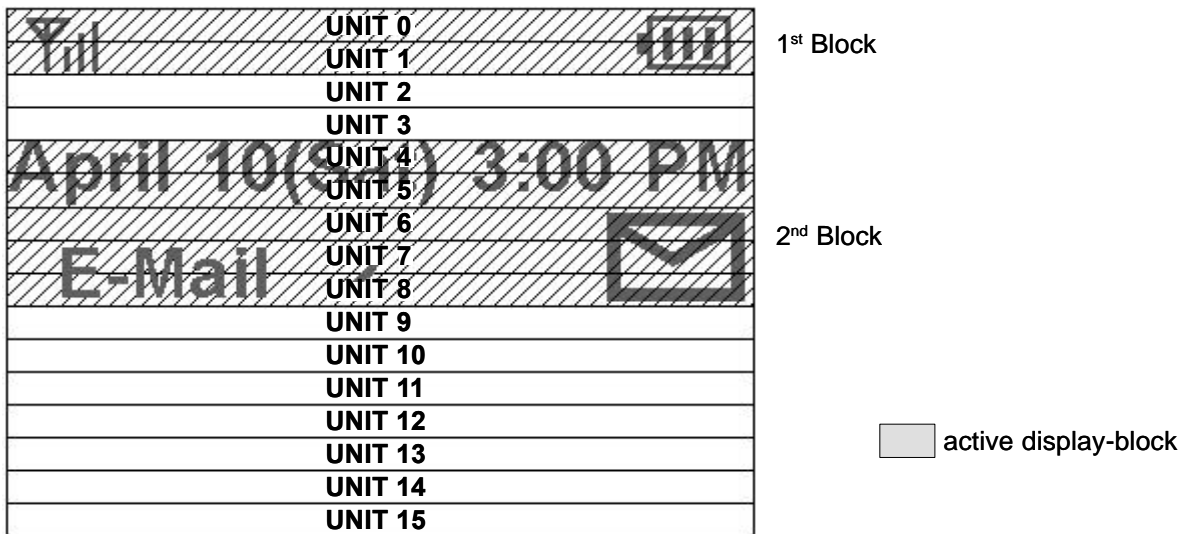 UNIT 0
1st Block
UNIT 1
UNIT 2
UNIT 3
April 10(Sat) 3:00 PM
UNIT 4
UNIT 5
UNIT 6
2nd Block
E-Mail
UNIT 7
UNIT 8
UNIT 9
UNIT 10
UNIT 11
UNIT 12
UNIT 13
active display-block
UNIT 14
UNIT 15